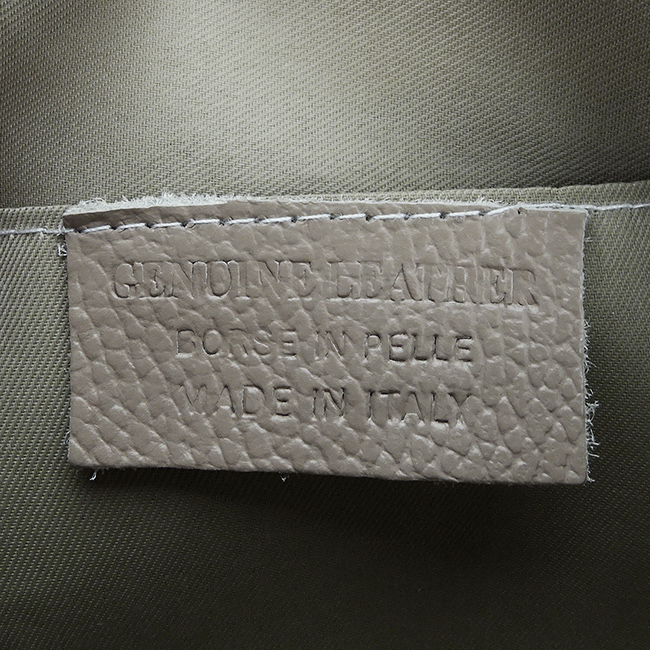 GENUINE LEATHER
BORSE IN PELLE
MADE IN ITALY